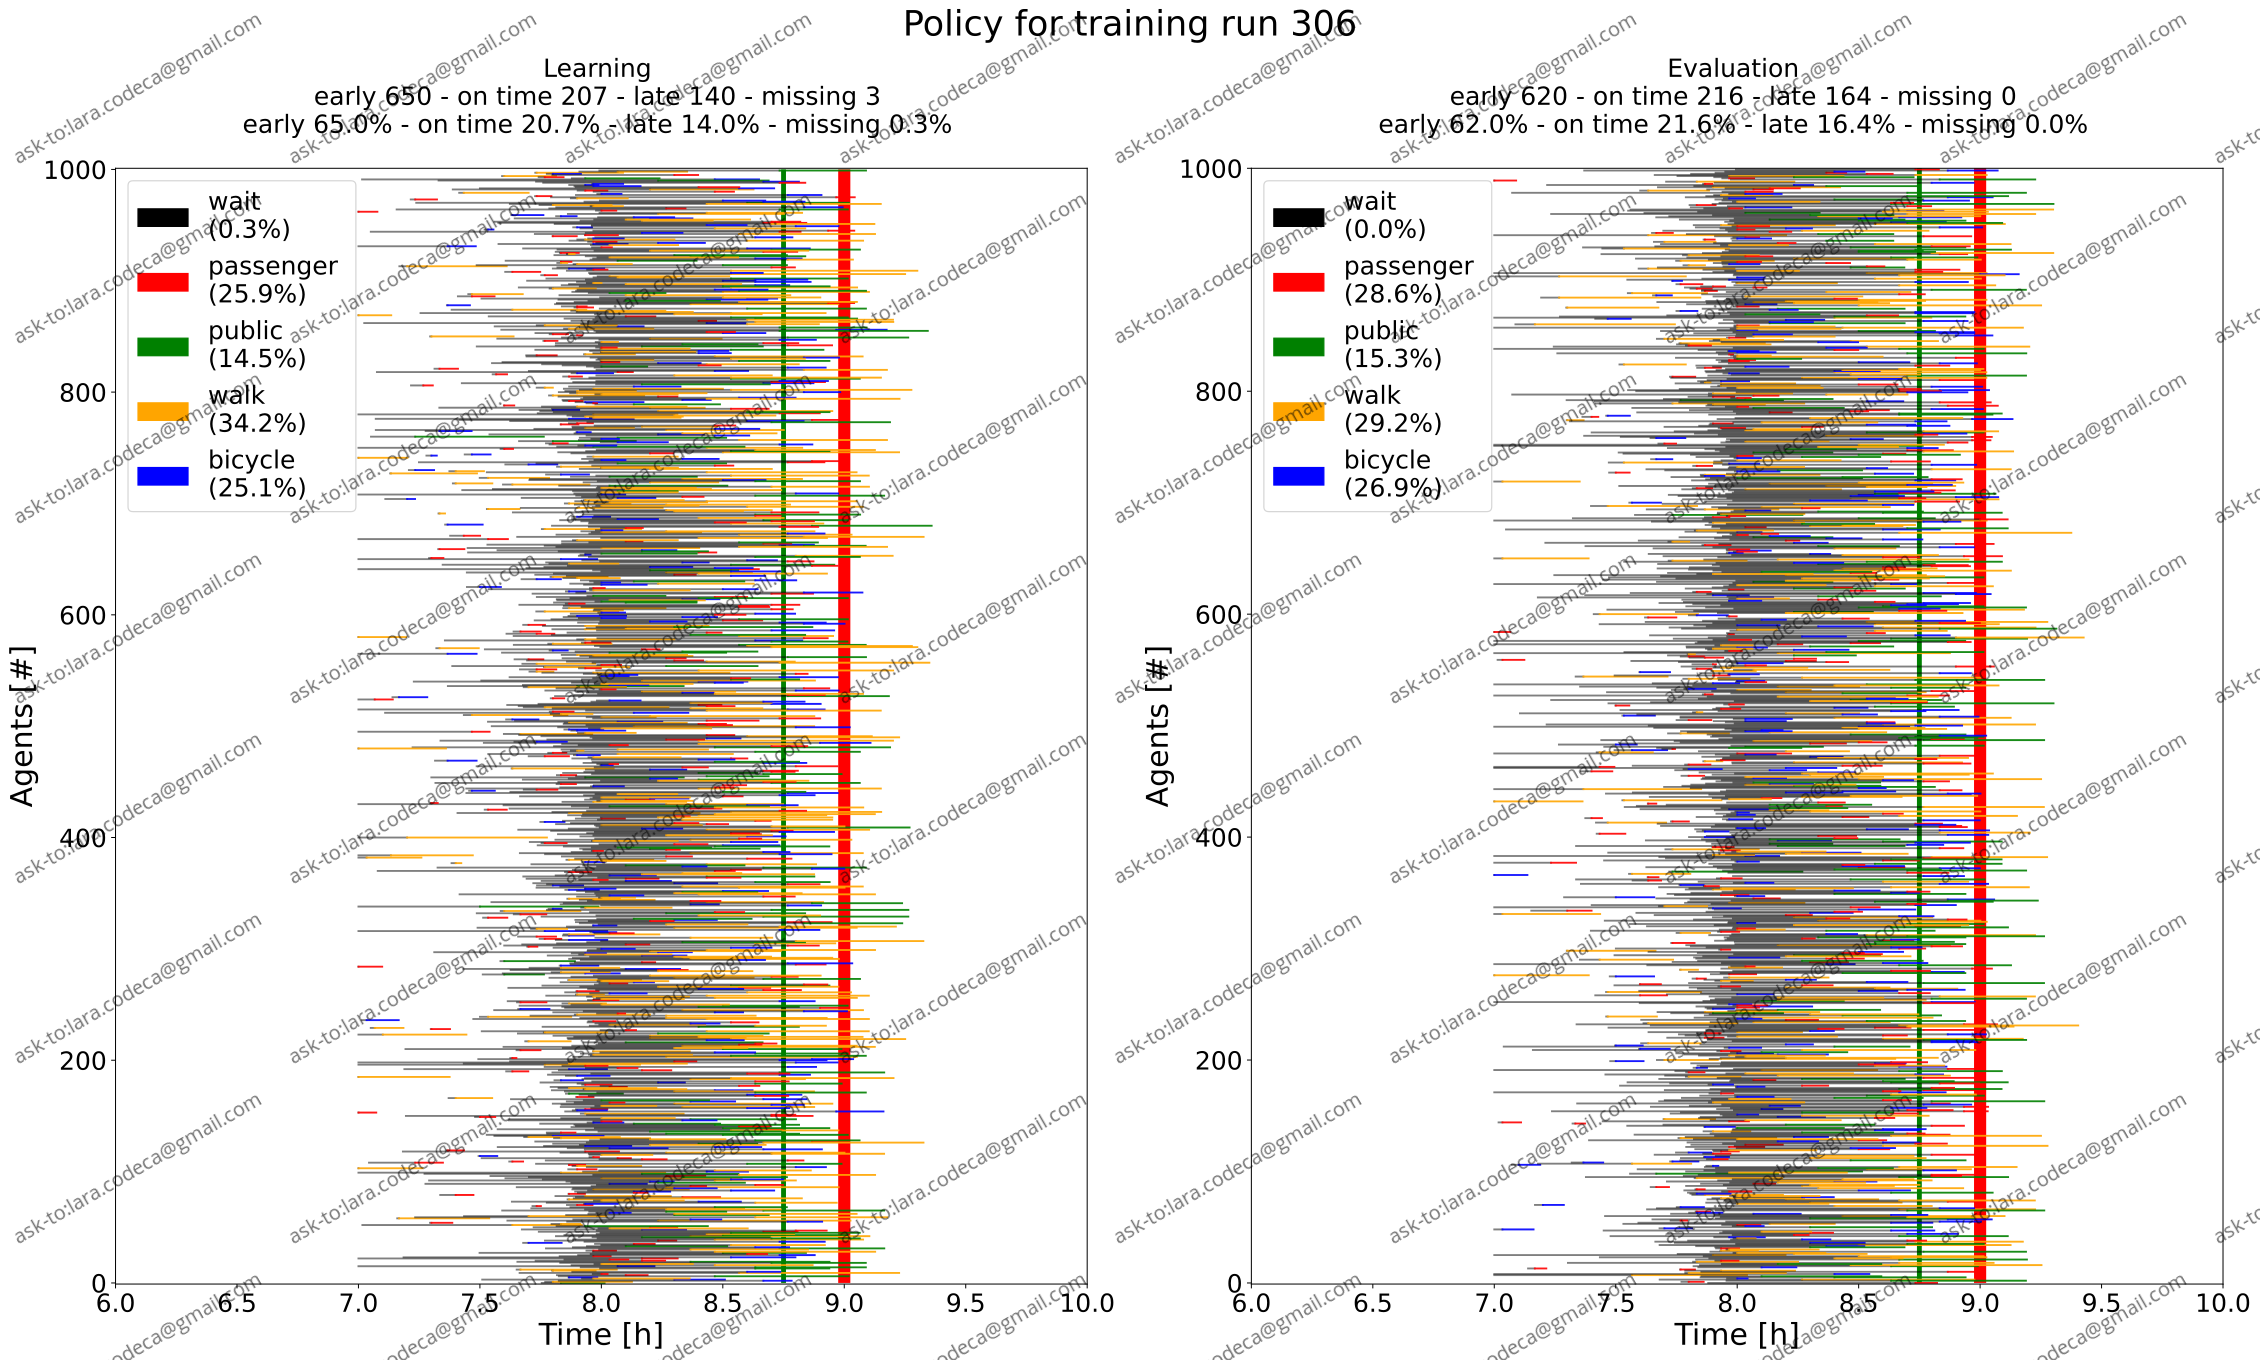 Policy for training run 306
Learning
early 650 - on time 207 - late 140 - missing 3
early 65.0% - on time 20.7% - late 14.0% - missing 0.3%
1000
800
600
400
200
0
Agents [#]
wait
(0.3%)
passenger
(25.9%)
public
(14.5%)
walk
(34.2%)
bicycle
(25.1%)
6.0 6.5 7.0 7.5 8.0 8.5 9.0 9.5 10.0
Time [h]
Evaluation
early 620 - on time 216 - late 164 - missing 0
early 62.0% - on time 21.6% - late 16.4% - missing 0.0%
1000
800
600
400
200
0
Agents [#]
wait
(0.0%)
passenger
(28.6%)
public
(15.3%)
walk
(29.2%)
bicycle
(26.9%)
6.0 6.5 7.0 7.5 8.0 8.5 9.0 9.5 10.0
Time [h]
ask-to:lara.codeca@gmail.com